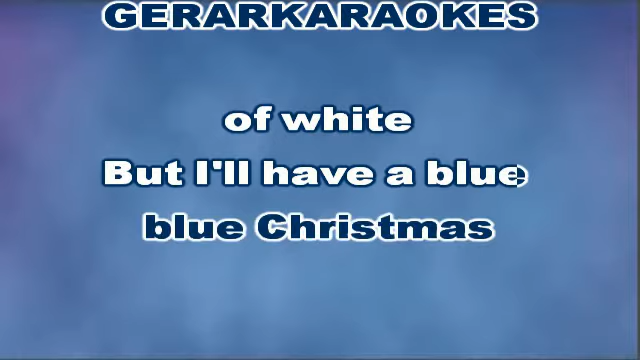 GERARKARAOKES
of white
But I'll have a blue
blue Christmas